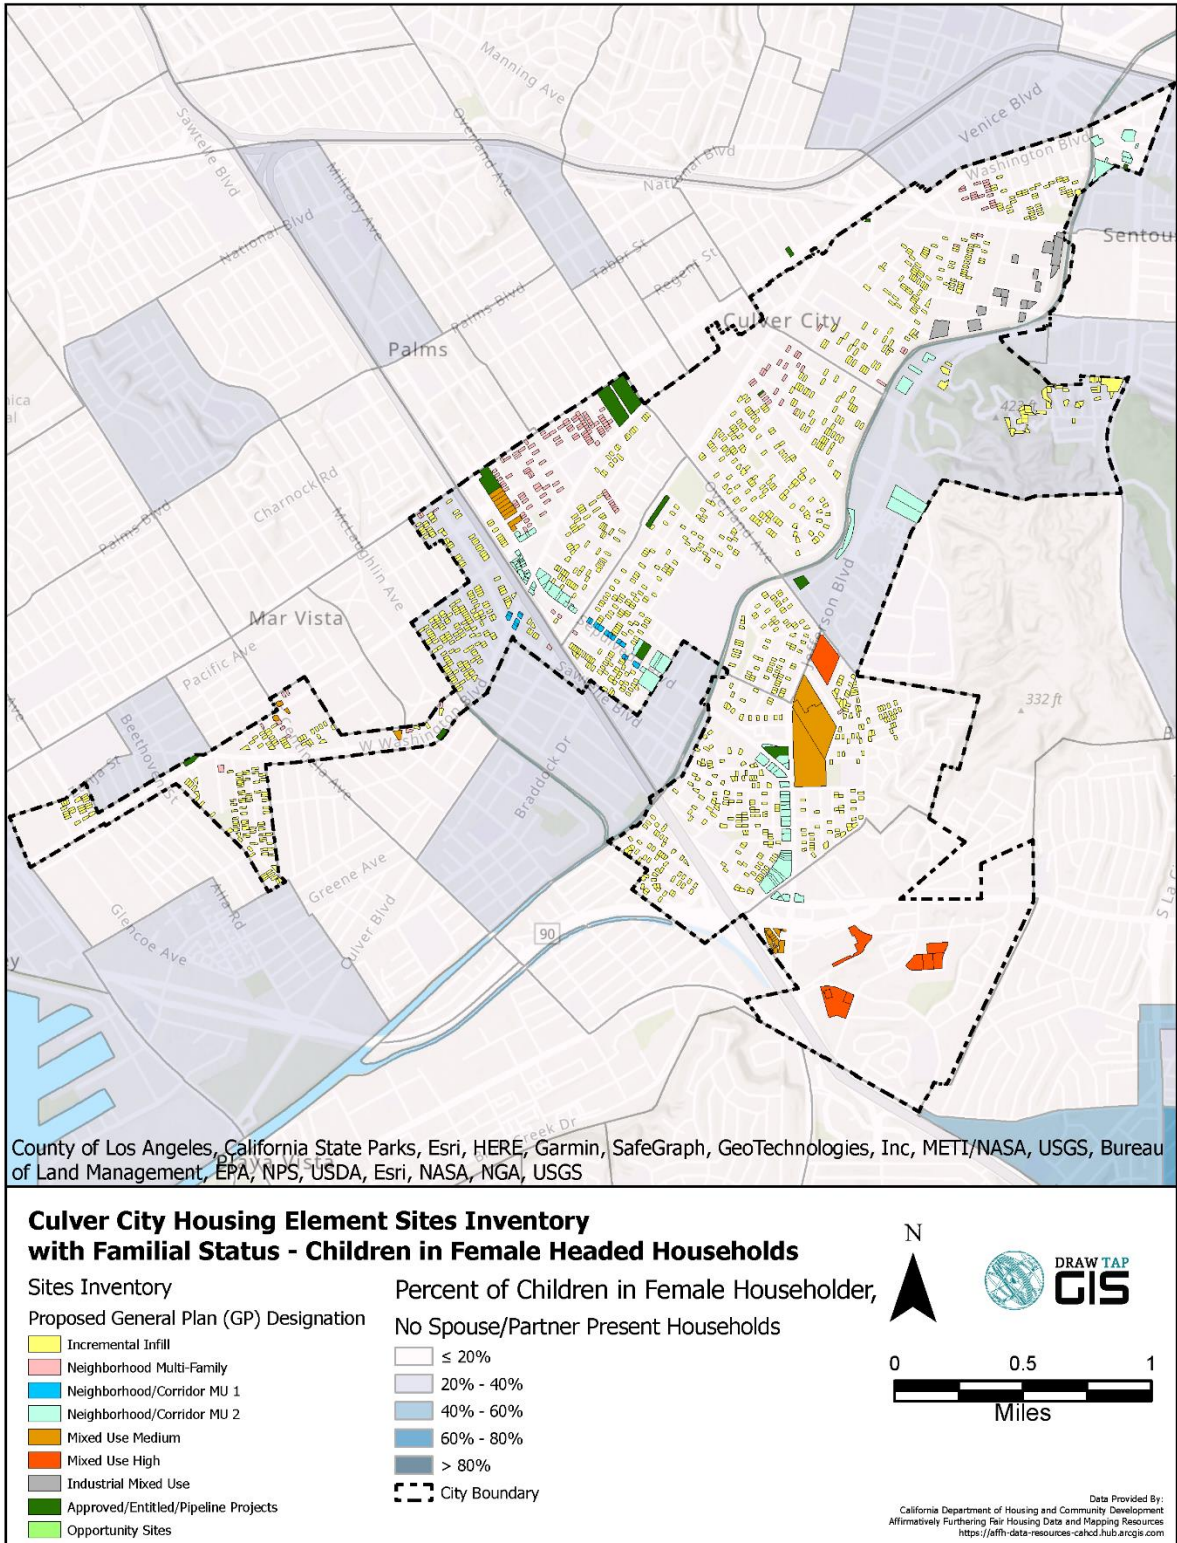 Manning Ave
Sawtelle Blvd
Overland Ave
Military Ave
Venice Blvd
Washington Blvd
National Blvd
National Blvd
Sentou
Tabor St
Regent St
Palms Blvd
Culver City
Palms
422 ft
Charnock Rd
Palms Blvd
McLaughlin Ave
Overland Ave
Mar Vista
Pacific Ave
Sawtelle Blvd
W Washington Blvd
Beethoven St
Braddock Dr
332 ft
Greene Ave
Alla Rd
Glencoe Ave
Culver Blvd
90
S La C
County of Los Angeles, California State Parks, Esri, HERE, Garmin, SafeGraph, GeoTechnologies, Inc, METI/NASA, USGS, Bureau
of Land Management, EPA, NPS, USDA, Esri, NASA, NGA, USGS
Playa Vista
Culver City Housing Element Sites Inventory
with Familial Status - Children in Female Headed Households
Sites Inventory
Proposed General Plan (GP) Designation
Incremental Infill
Neighborhood Multi-Family
Neighborhood/Corridor MU 1
Neighborhood/Corridor MU 2
Mixed Use Medium
Mixed Use High
Industrial Mixed Use
Approved/Entitled/Pipeline Projects
Opportunity Sites
Percent of Children in Female Householder,
No Spouse/Partner Present Households
≤ 20%
20% - 40%
40% - 60%
60% - 80%
> 80%
City Boundary
N
DRAW TAP
GIS
0 0.5 1
Miles
Data Provided By:
California Department of Housing and Community Development
Affirmatively Furthering Fair Housing Data and Mapping Resources
https://affh-data-resources-cahcd.hub.arcgis.com